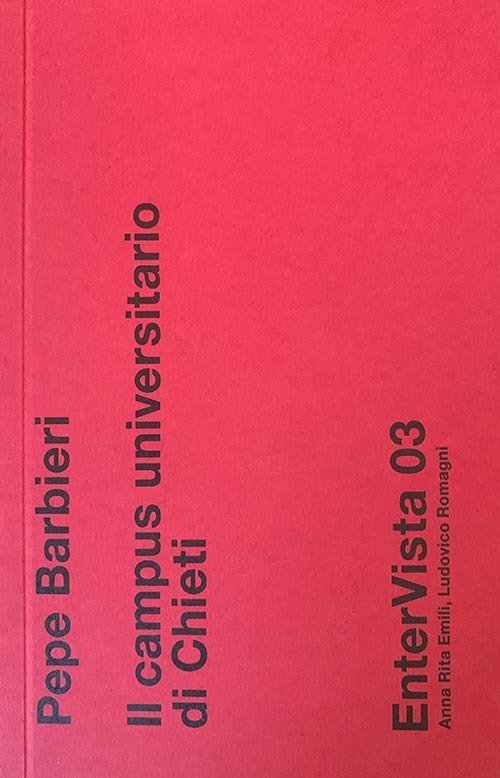 Pepe Barbieri
Il campus universitario
di Chieti
EnterVista 03
Anna Rita Emili, Ludovico Romagni